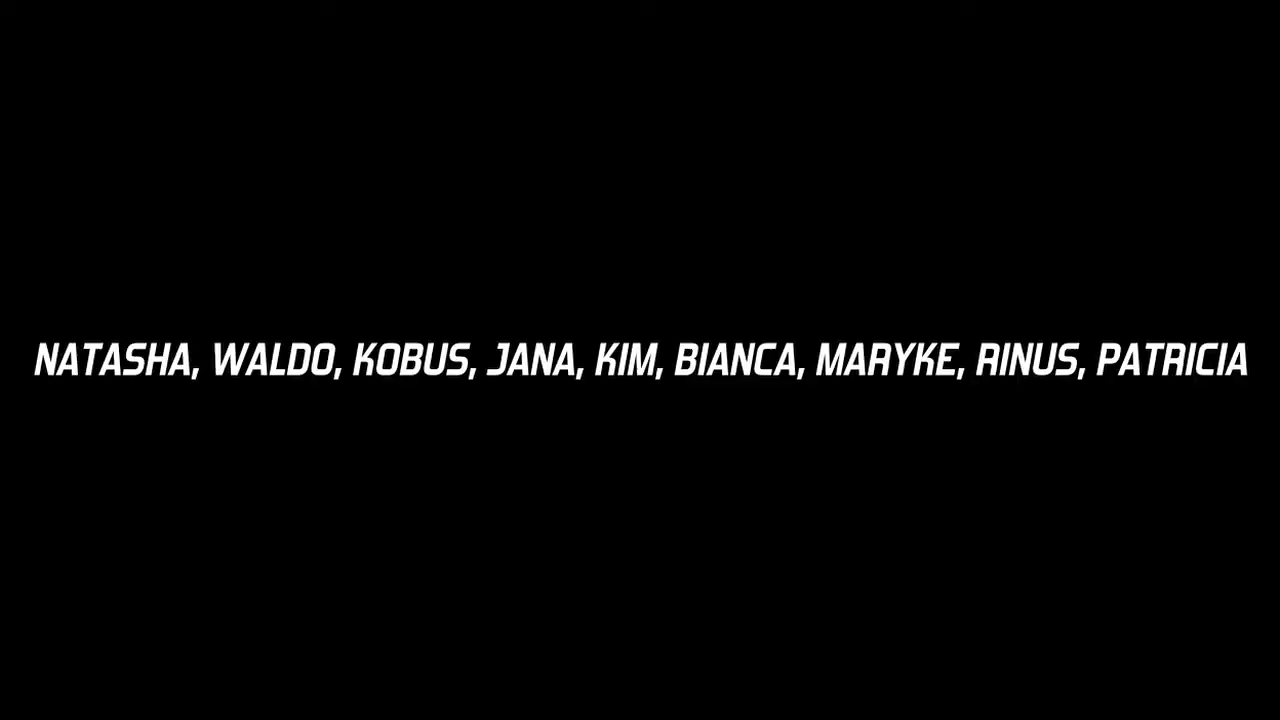 NATASHA, WALDO, KOBUS, JANA, KIM, BIANCA, MARYKE, RINUS, PATRICIA